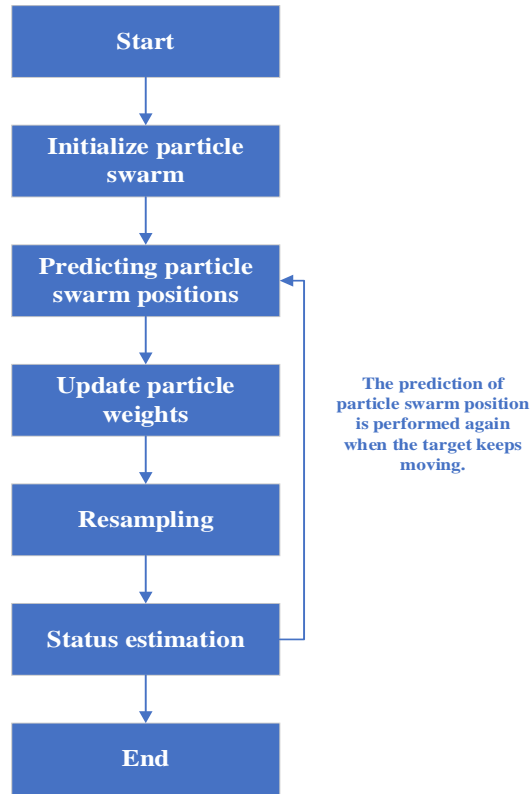 Start
Initialize particle
swarm
Predicting particle
swarm positions
Update particle
weights
The prediction of
particle swarm position
is performed again
when the target keeps
moving.
Resampling
Status estimation
End